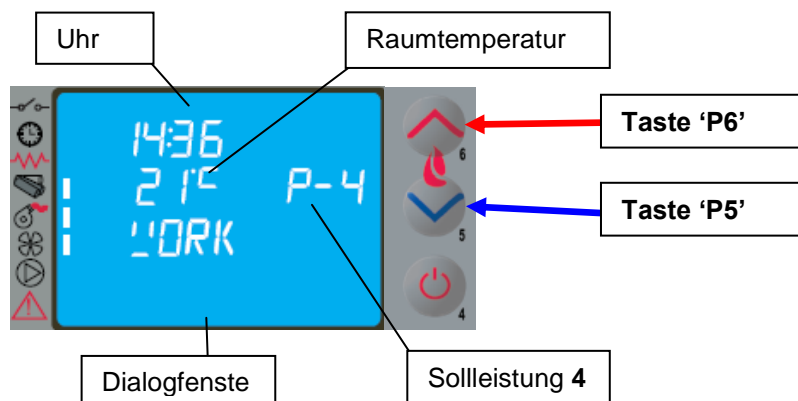 Uhr
Raumtemperatur
14:36
21°C P-4
WORK
6
5
4
Taste ‘P6’
Taste ‘P5’
Dialogfenste
Sollleistung 4